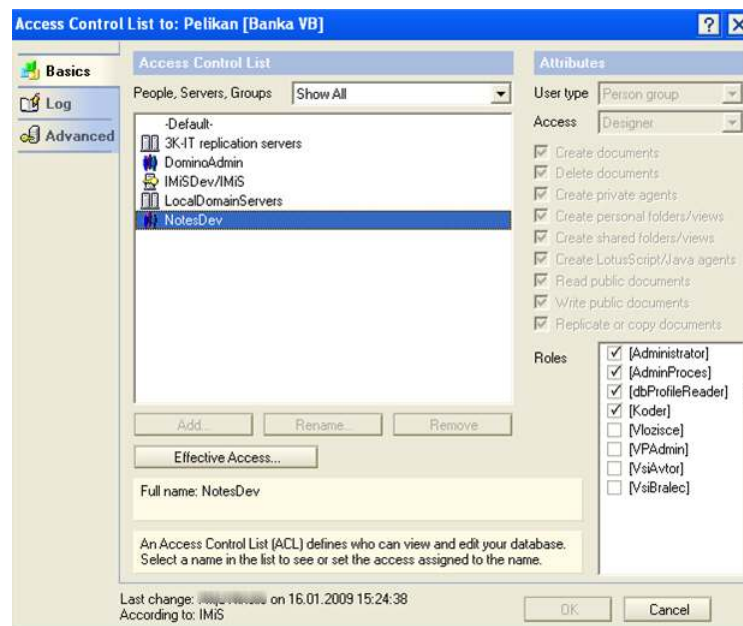 Access Control List to: Pelikan [Banka VB]
Basics
Log
Advanced
Access Control List
People, Servers, Groups
Show All
-Default-
3K-IT replication servers
DominoAdmin
IMiSDev/IMiS
LocalDomainServers
NotesDev
Add...
Rename...
Remove
Effective Access...
Full name: NotesDev
An Access Control List (ACL) defines who can view and edit your database.
Select a name in the list to see or set the access assigned to the name.
Attributes
User type
Person group
Access
Designer
Create documents
Delete documents
Create private agents
Create personal folders/views
Create shared folders/views
Create LotusScript/Java agents
Read public documents
Write public documents
Replicate or copy documents
Roles
[Administrator]
[AdminProces]
[dbProfileReader]
[Koder]
[Vlozisce]
[VPAdmin]
[VsiAvtor]
[VsiBralec]
Last change: on 16.01.2009 15:24:38
According to: IMiS
OK
Cancel